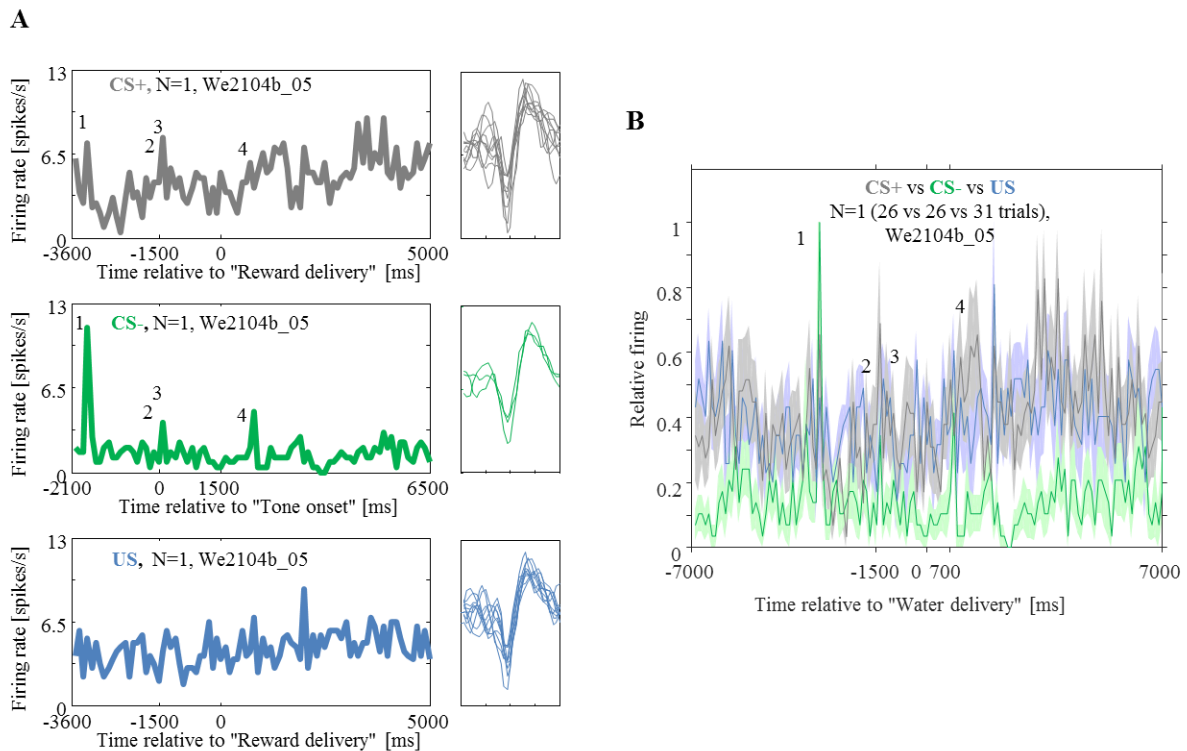 A
CS+, N=1, We2104b_05
Firing rate [spikes/s]
13
6.5
0
1
2
3
4
-3600
-1500
0
5000
Time relative to "Reward delivery" [ms]
CS-, N=1, We2104b_05
Firing rate [spikes/s]
13
6.5
0
1
2
3
4
-2100
0
1500
6500
Time relative to "Tone onset" [ms]
US, N=1, We2104b_05
Firing rate [spikes/s]
13
6.5
0
-3600
-1500
0
5000
Time relative to "Reward delivery" [ms]
B
CS+ vs CS- vs US
N=1 (26 vs 26 vs 31 trials),
We2104b_05
Relative firing
1
0.8
0.6
0.4
0.2
0
1
2
3
4
-7000
-1500
0
700
7000
Time relative to "Water delivery" [ms]